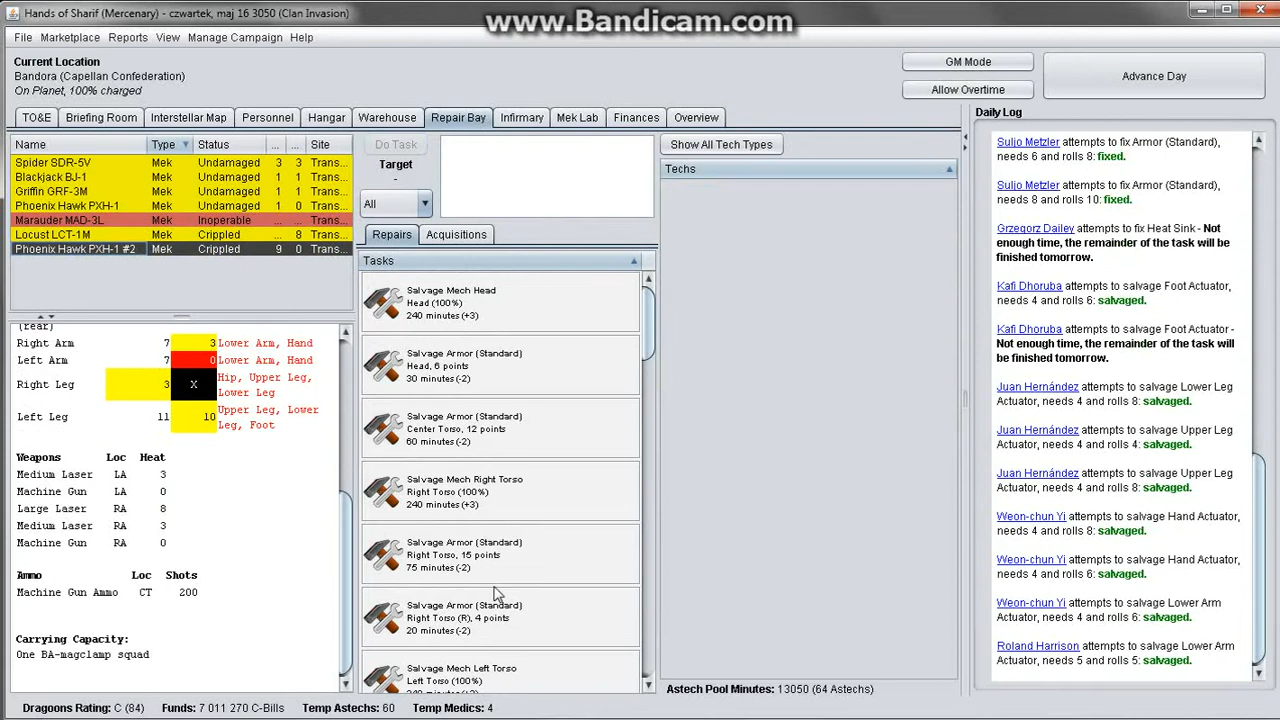 Hands of Sharif (Mercenary) - czwartek, maj 16 3050 (Clan Invasion)
www.Bandicam.com
File Marketplace Reports View Manage Campaign Help
Current Location
Bandora (Capellan Confederation)
On Planet, 100% charged
GM Mode
Allow Overtime
Advance Day
TO&E Briefing Room Interstellar Map Personnel Hangar Warehouse Repair Bay Infirmary Mek Lab Finances Overview
Name Type Status ... ... Site
Spider SDR-5V Mek Undamaged 3 3 Trans...
Blackjack BJ-1 Mek Undamaged 1 1 Trans...
Griffin GRF-3M Mek Undamaged 1 1 Trans...
Phoenix Hawk PXH-1 Mek Undamaged 1 0 Trans...
Marauder MAD-3L Mek Inoperable ... ... Trans...
Locust LCT-1M Mek Crippled ... 8 Trans...
Phoenix Hawk PXH-1 #2 Mek Crippled 9 0 Trans...
(rear)
Right Arm 7 3 Lower Arm, Hand
Left Arm 7 0 Lower Arm, Hand
Right Leg 3 X Hip, Upper Leg,
Lower Leg
Left Leg 11 10 Upper Leg, Lower
Leg, Foot
Weapons Loc Heat
Medium Laser LA 3
Machine Gun LA 0
Large Laser RA 8
Medium Laser RA 3
Machine Gun RA 0
Ammo Loc Shots
Machine Gun Ammo CT 200
Carrying Capacity:
One BA-magclamp squad
Do Task
Target
-
All
Repairs Acquisitions
Tasks
Salvage Mech Head
Head (100%)
240 minutes (+3)
Salvage Armor (Standard)
Head, 6 points
30 minutes (-2)
Salvage Armor (Standard)
Center Torso, 12 points
60 minutes (-2)
Salvage Mech Right Torso
Right Torso (100%)
240 minutes (+3)
Salvage Armor (Standard)
Right Torso, 15 points
75 minutes (-2)
Salvage Armor (Standard)
Right Torso (R), 4 points
20 minutes (-2)
Salvage Mech Left Torso
Left Torso (100%)
240 minutes (+3)
Show All Tech Types
Techs
Astech Pool Minutes: 13050 (64 Astechs)
Daily Log
Suljo Metzler attempts to fix Armor (Standard),
needs 6 and rolls 8: fixed.
Suljo Metzler attempts to fix Armor (Standard),
needs 8 and rolls 10: fixed.
Grzegorz Dailey attempts to fix Heat Sink - Not
enough time, the remainder of the task will be
finished tomorrow.
Kafi Dhoruba attempts to salvage Foot Actuator,
needs 4 and rolls 6: salvaged.
Kafi Dhoruba attempts to salvage Foot Actuator -
Not enough time, the remainder of the task will
be finished tomorrow.
Juan Hernández attempts to salvage Lower Leg
Actuator, needs 4 and rolls 8: salvaged.
Juan Hernández attempts to salvage Upper Leg
Actuator, needs 4 and rolls 4: salvaged.
Juan Hernández attempts to salvage Upper Leg
Actuator, needs 4 and rolls 8: salvaged.
Weon-chun Yi attempts to salvage Hand Actuator,
needs 4 and rolls 8: salvaged.
Weon-chun Yi attempts to salvage Hand Actuator,
needs 4 and rolls 6: salvaged.
Weon-chun Yi attempts to salvage Lower Arm
Actuator, needs 4 and rolls 6: salvaged.
Roland Harrison attempts to salvage Lower Arm
Actuator, needs 5 and rolls 5: salvaged.
Dragoons Rating: C (84) Funds: 7 011 270 C-Bills Temp Astechs: 60 Temp Medics: 4